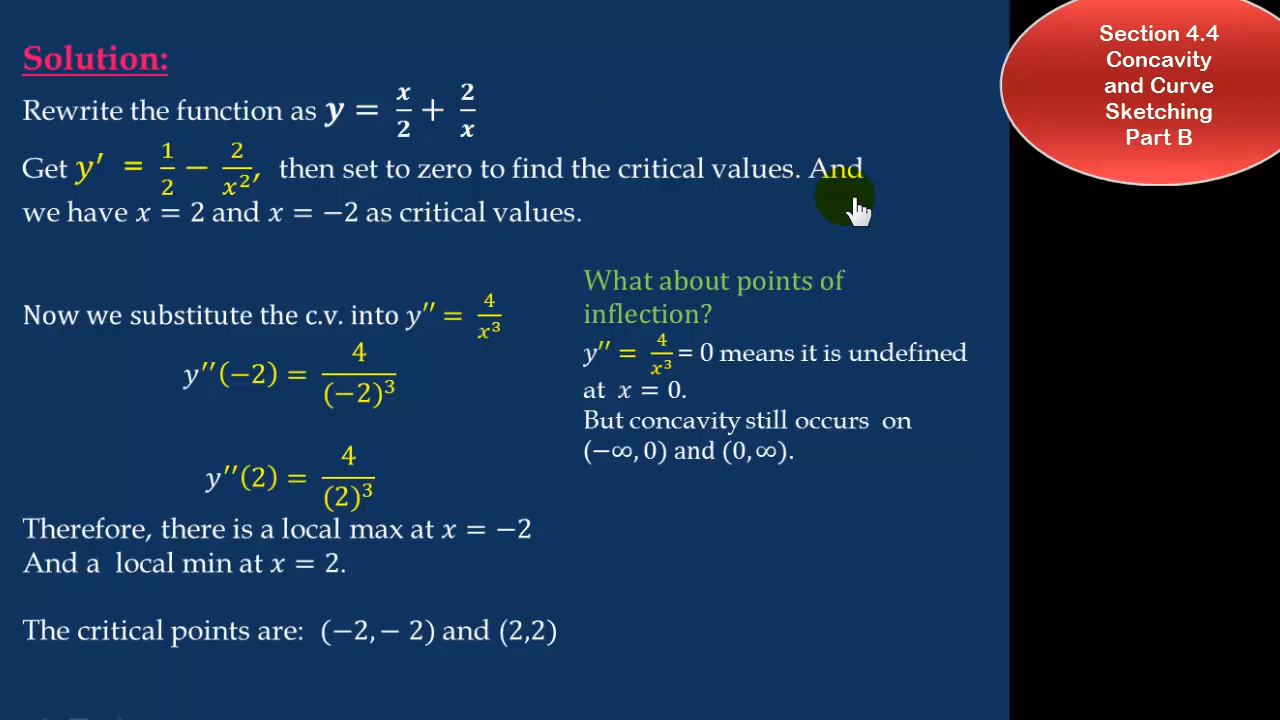 Solution:
Rewrite the function as y = x/2 + 2/x
Get y′ = 1/2 − 2/x², then set to zero to find the critical values. And
we have x = 2 and x = −2 as critical values.
Now we substitute the c.v. into y′′ = 4/x³
y′′(−2) = 4/(−2)³
y′′(2) = 4/(2)³
Therefore, there is a local max at x = −2
And a local min at x = 2.
The critical points are: (−2, − 2) and (2,2)
What about points of
inflection?
y′′ = 4/x³ = 0 means it is undefined
at x = 0.
But concavity still occurs on
(−∞, 0) and (0, ∞).
Section 4.4
Concavity
and Curve
Sketching
Part B